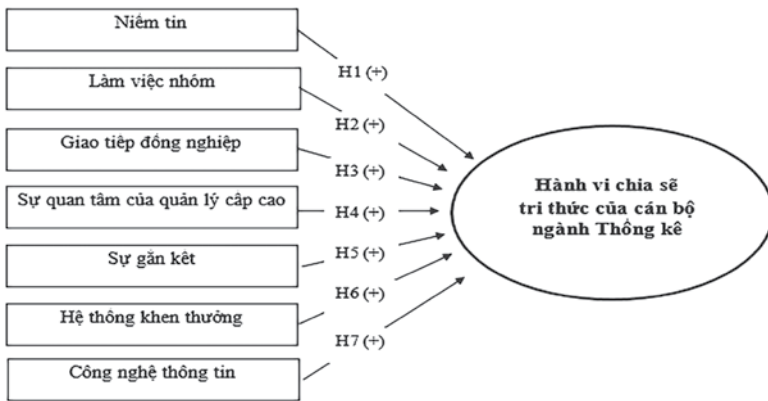 Niềm tin
H1 (+)
Làm việc nhóm
H2 (+)
Giao tiếp đồng nghiệp
H3 (+)
Sự quan tâm của quản lý cấp cao
H4 (+)
Sự gắn kết
H5 (+)
Hệ thống khen thưởng
H6 (+)
Công nghệ thông tin
H7 (+)
Hành vi chia sẽ
tri thức của cán bộ
ngành Thống kê